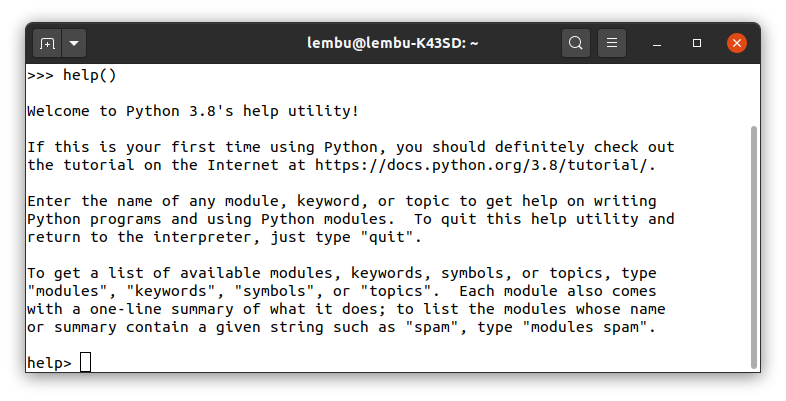 lembu@lembu-K43SD: ~
>>> help()
Welcome to Python 3.8's help utility!
If this is your first time using Python, you should definitely check out
the tutorial on the Internet at https://docs.python.org/3.8/tutorial/.
Enter the name of any module, keyword, or topic to get help on writing
Python programs and using Python modules.  To quit this help utility and
return to the interpreter, just type "quit".
To get a list of available modules, keywords, symbols, or topics, type
"modules", "keywords", "symbols", or "topics".  Each module also comes
with a one-line summary of what it does; to list the modules whose name
or summary contain a given string such as "spam", type "modules spam".
help>